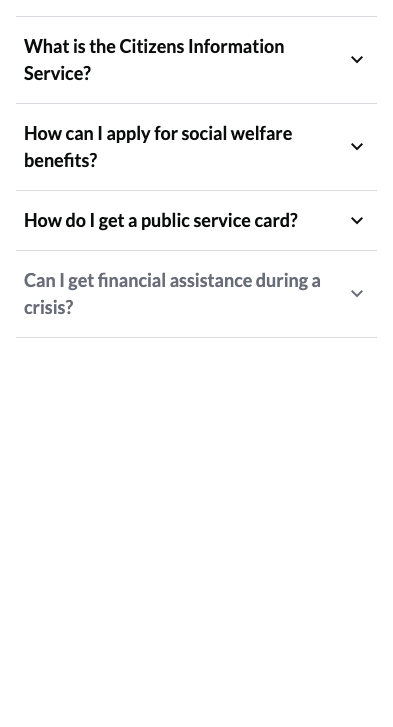 What is the Citizens Information
Service?
How can I apply for social welfare
benefits?
How do I get a public service card?
Can I get financial assistance during a
crisis?